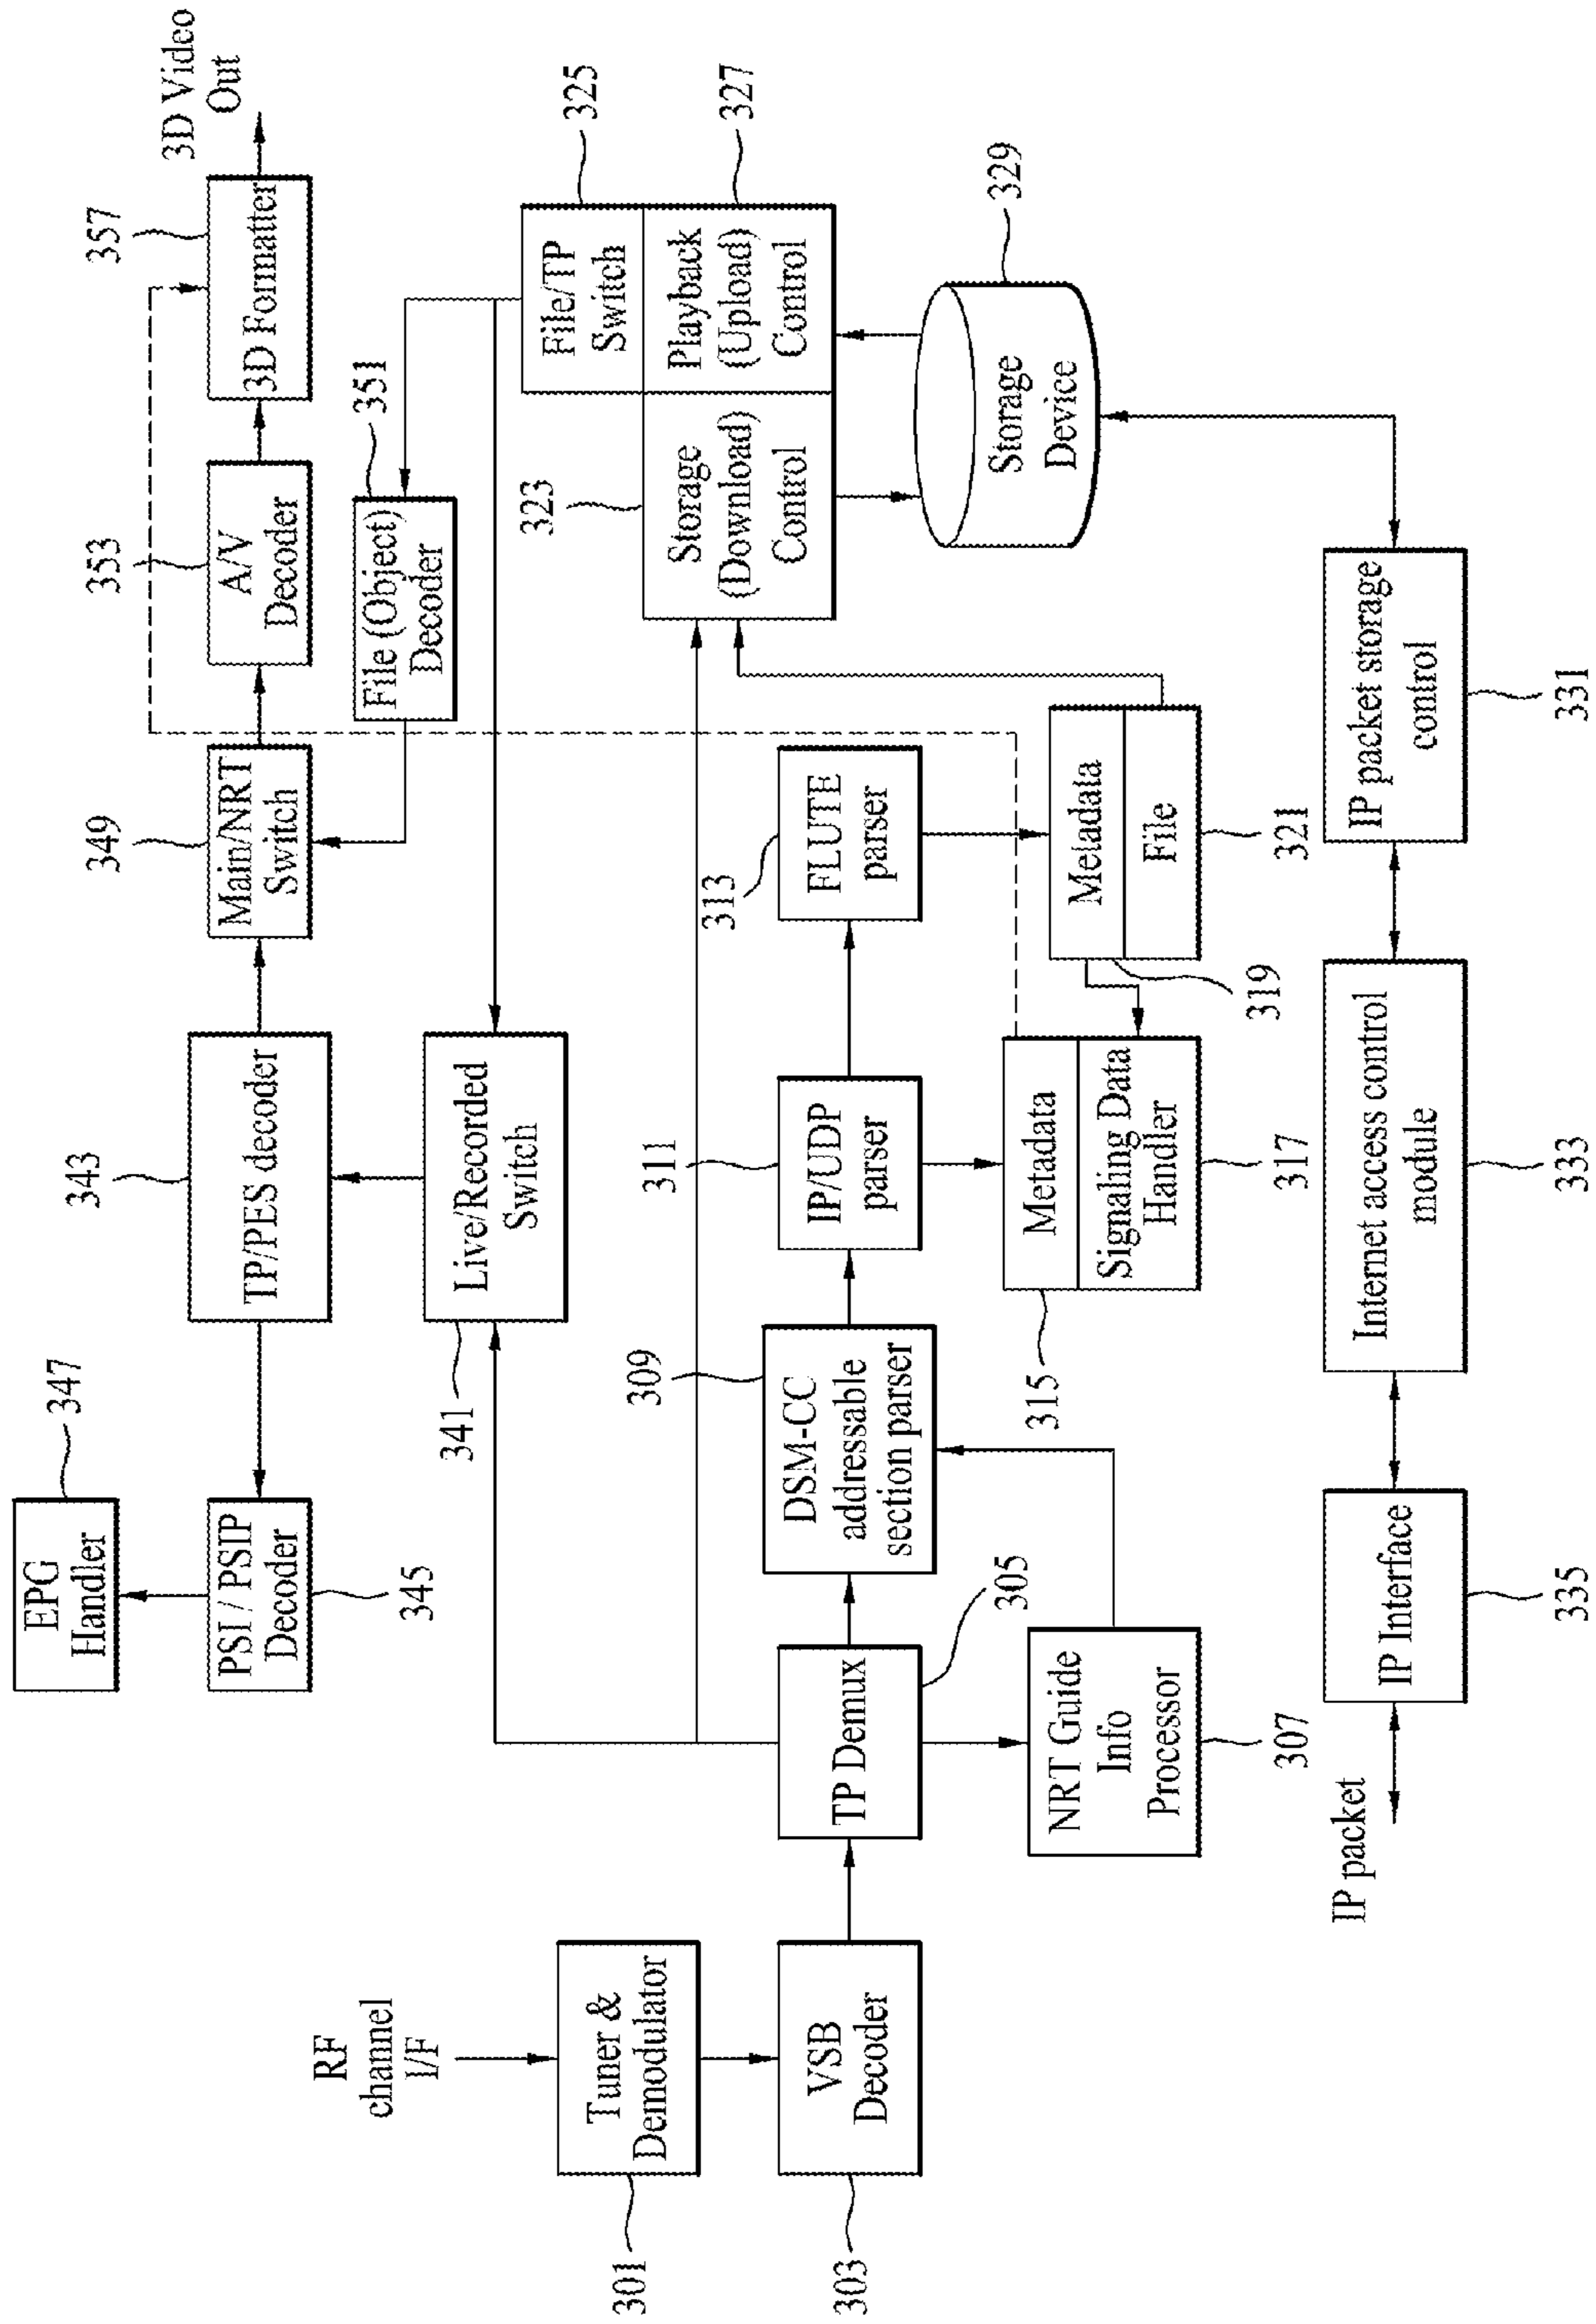 EPG
Handler
347
PSI / PSIP
Decoder
345
343
TP/PES decoder
349
Main/NRT
Switch
353
A/V
Decoder
357
3D Formatter
3D Video
Out
341
Live/Recorded
Switch
351
File (Object)
Decoder
RF
channel
I/F
301
Tuner &
Demodulator
303
VSB
Decoder
TP Demux
305
309
DSM-CC
addressable
section parser
311
IP/UDP
parser
313
FLUTE
parser
323
Storage
(Download)
Control
File/TP
Switch
325
Playback
(Upload)
Control
327
NRT Guide
Info
Processor
307
315
Metadata
Signaling Data
Handler
317
Metadata
319
File
321
Storage
Device
329
IP packet
IP Interface
335
Internet access control
module
333
IP packet storage
control
331